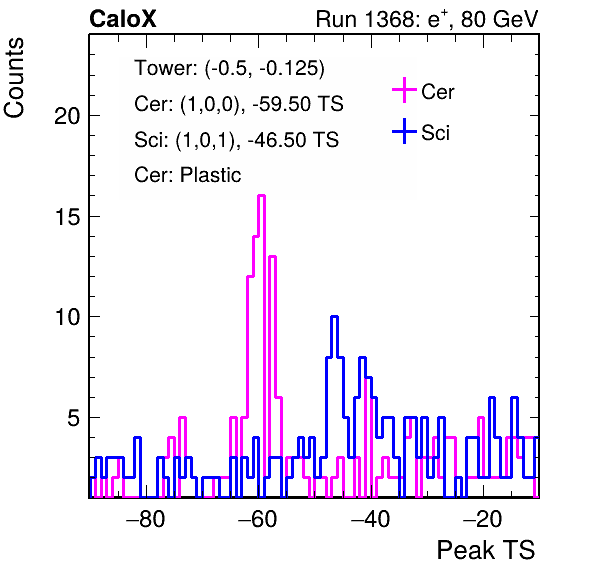 CaloX Run 1368: e⁺, 80 GeV
Counts
Tower: (-0.5, -0.125)
Cer: (1,0,0), -59.50 TS
Sci: (1,0,1), -46.50 TS
Cer: Plastic
Cer
Sci
20
15
10
5
−80 −60 −40 −20
Peak TS